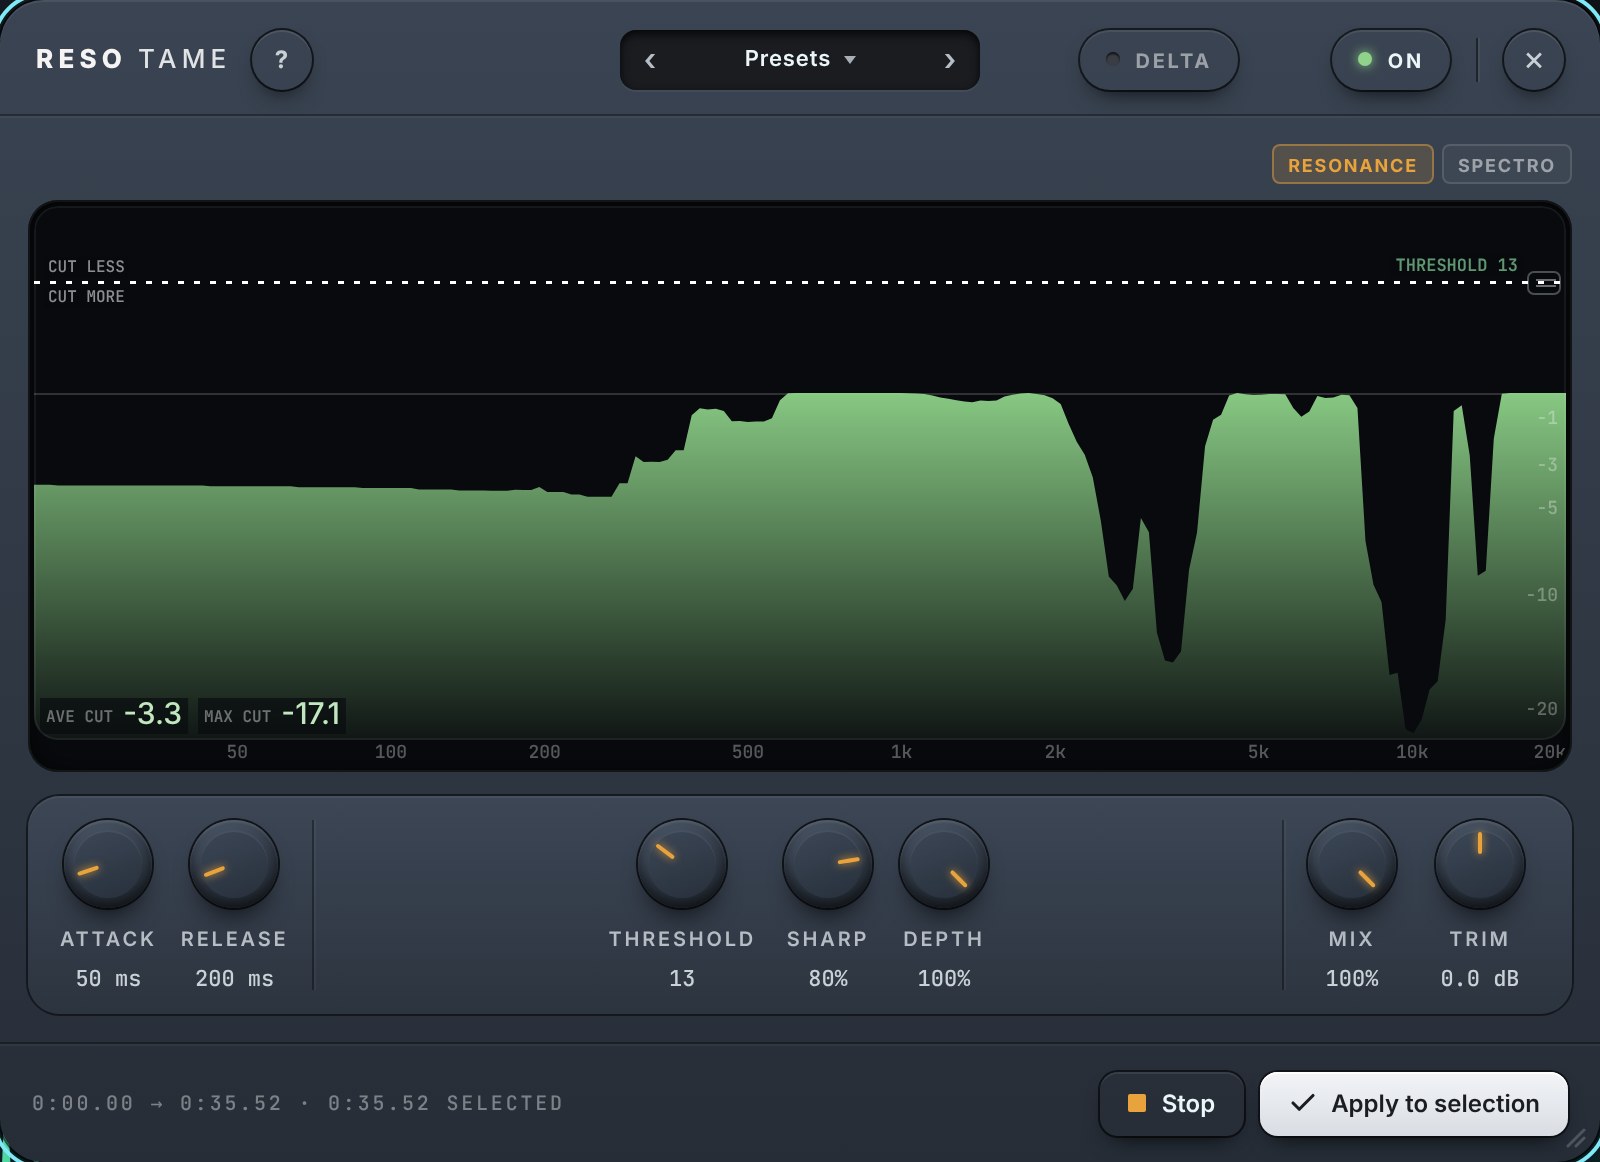 RESO TAME ? ‹ Presets › DELTA ON ✕
RESONANCE SPECTRO
CUT LESS
THRESHOLD 13
CUT MORE
-1
-3
-5
-10
-20
AVE CUT -3.3 MAX CUT -17.1
50 100 200 500 1k 2k 5k 10k 20k
ATTACK RELEASE THRESHOLD SHARP DEPTH MIX TRIM
50 ms 200 ms 13 80% 100% 100% 0.0 dB
0:00.00 → 0:35.52 · 0:35.52 SELECTED
Stop
Apply to selection